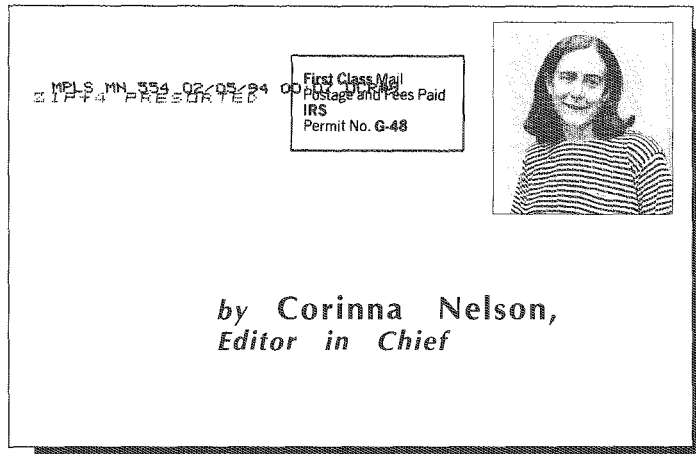 MPLS MN 554 02/05/94
ZIP+4 PRESORTED
First Class Mail
Postage and Fees Paid
IRS
Permit No. G-48
by Corinna Nelson,
Editor in Chief